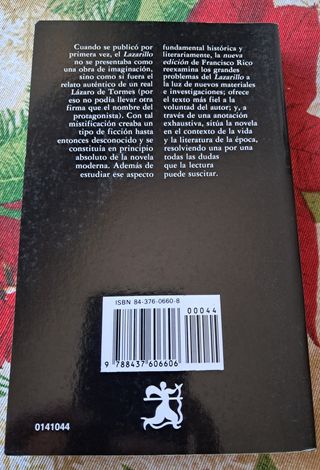 Cuando se publicó por
primera vez, el Lazarillo
no se presentaba como
una obra de imaginación,
sino como si fuera el
relato auténtico de un real
Lázaro de Tormes (por
eso no podía llevar otra
firma que el nombre del
protagonista). Con tal
mistificación creaba un
tipo de ficción hasta
entonces desconocido y se
constituía en principio
absoluto de la novela
moderna. Además de
estudiar ese aspecto
fundamental histórica y
literariamente, la nueva
edición de Francisco Rico
reexamina los grandes
problemas del Lazarillo a
la luz de nuevos materiales
e investigaciones; ofrece
el texto más fiel a la
voluntad del autor; y, a
través de una anotación
exhaustiva, sitúa la novela
en el contexto de la vida
y la literatura de la época,
resolviendo una por una
todas las dudas
que la lectura
puede suscitar.
ISBN 84-376-0660-8
00044
9 788437 606606
0141044